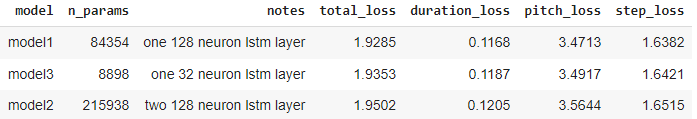 model n_params notes total_loss duration_loss pitch_loss step_loss
model1 84354 one 128 neuron lstm layer 1.9285 0.1168 3.4713 1.6382
model3 8898 one 32 neuron lstm layer 1.9353 0.1187 3.4917 1.6421
model2 215938 two 128 neuron lstm layer 1.9502 0.1205 3.5644 1.6515